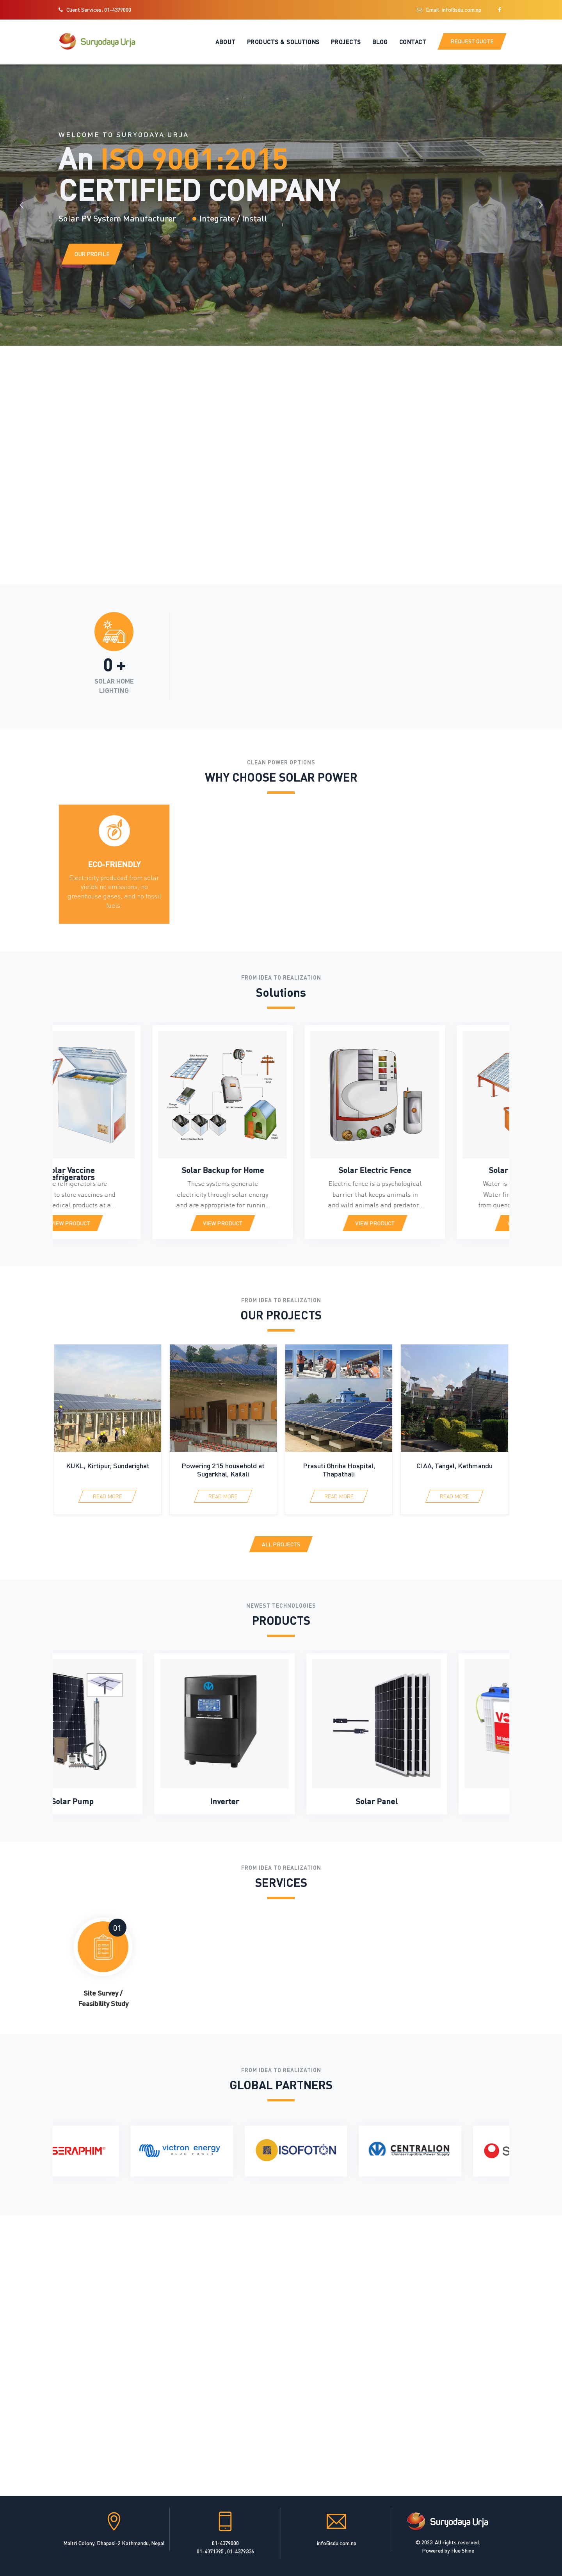 Client Services: 01-4379000
Email: info@sdu.com.np
Suryodaya Urja
ABOUT
PRODUCTS & SOLUTIONS
PROJECTS
BLOG
CONTACT
REQUEST QUOTE
WELCOME TO SURYODAYA URJA
An ISO 9001:2015
CERTIFIED COMPANY
Solar PV System Manufacturer
Integrate / Install
OUR PROFILE
0 +
SOLAR HOME
LIGHTING
CLEAN POWER OPTIONS
WHY CHOOSE SOLAR POWER
ECO-FRIENDLY
Electricity produced from solar
yields no emissions, no
greenhouse gases, and no fossil
fuels.
FROM IDEA TO REALIZATION
Solutions
olar Vaccine
efrigerators
e refrigerators are
to store vaccines and
edical products at a...
IEW PRODUCT
Solar Backup for Home
These systems generate
electricity through solar energy
and are appropriate for runnin...
VIEW PRODUCT
Solar Electric Fence
Electric fence is a psychological
barrier that keeps animals in
and wild animals and predator...
VIEW PRODUCT
Solar
Water is
Water fir
from quenc
FROM IDEA TO REALIZATION
OUR PROJECTS
KUKL, Kirtipur, Sundarighat
READ MORE
Powering 215 household at
Sugarkhal, Kailali
READ MORE
Prasuti Ghriha Hospital,
Thapathali
READ MORE
CIAA, Tangal, Kathmandu
READ MORE
ALL PROJECTS
NEWEST TECHNOLOGIES
PRODUCTS
Solar Pump
Inverter
Solar Panel
FROM IDEA TO REALIZATION
SERVICES
01
Site Survey /
Feasibility Study
FROM IDEA TO REALIZATION
GLOBAL PARTNERS
SERAPHIM
victron energy
BLUE POWER
ISOFOTON
CENTRALION
Uninterruptible Power Supply
S
Maitri Colony, Dhapasi-2 Kathmandu, Nepal
01-4379000
01-4371395 , 01-4379336
info@sdu.com.np
Suryodaya Urja
© 2023. All rights reserved.
Powered by Hue Shine